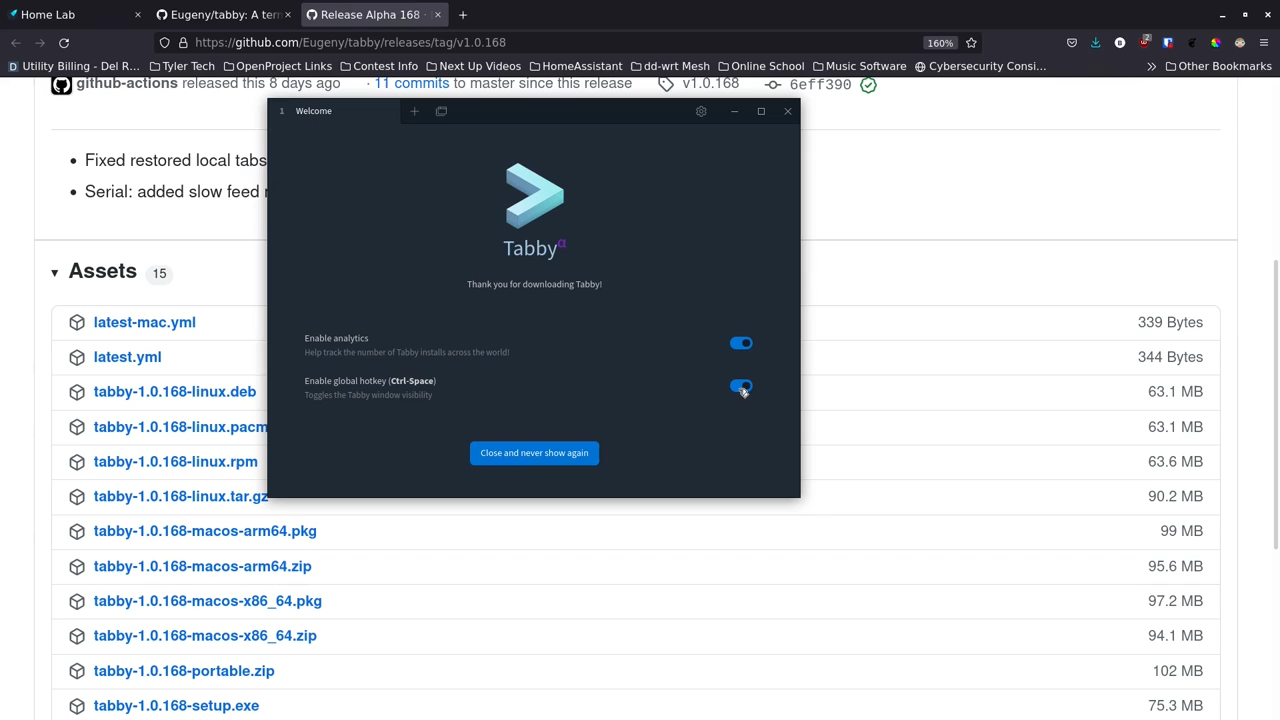 Home Lab
Eugeny/tabby: A tern
Release Alpha 168 ·
https://github.com/Eugeny/tabby/releases/tag/v1.0.168
160%
Utility Billing - Del R...
Tyler Tech
OpenProject Links
Contest Info
Next Up Videos
HomeAssistant
dd-wrt Mesh
Online School
Music Software
Cybersecurity Consi...
Other Bookmarks
github-actions released this 8 days ago
· 11 commits to master since this release
v1.0.168
6eff390
1 Welcome
Fixed restored local tabs
Serial: added slow feed
Tabbyα
Thank you for downloading Tabby!
Enable analytics
Help track the number of Tabby installs across the world!
Enable global hotkey (Ctrl-Space)
Toggles the Tabby window visibility
Close and never show again
Assets 15
latest-mac.yml 339 Bytes
latest.yml 344 Bytes
tabby-1.0.168-linux.deb 63.1 MB
tabby-1.0.168-linux.pacm 63.1 MB
tabby-1.0.168-linux.rpm 63.6 MB
tabby-1.0.168-linux.tar.gz 90.2 MB
tabby-1.0.168-macos-arm64.pkg 99 MB
tabby-1.0.168-macos-arm64.zip 95.6 MB
tabby-1.0.168-macos-x86_64.pkg 97.2 MB
tabby-1.0.168-macos-x86_64.zip 94.1 MB
tabby-1.0.168-portable.zip 102 MB
tabby-1.0.168-setup.exe 75.3 MB